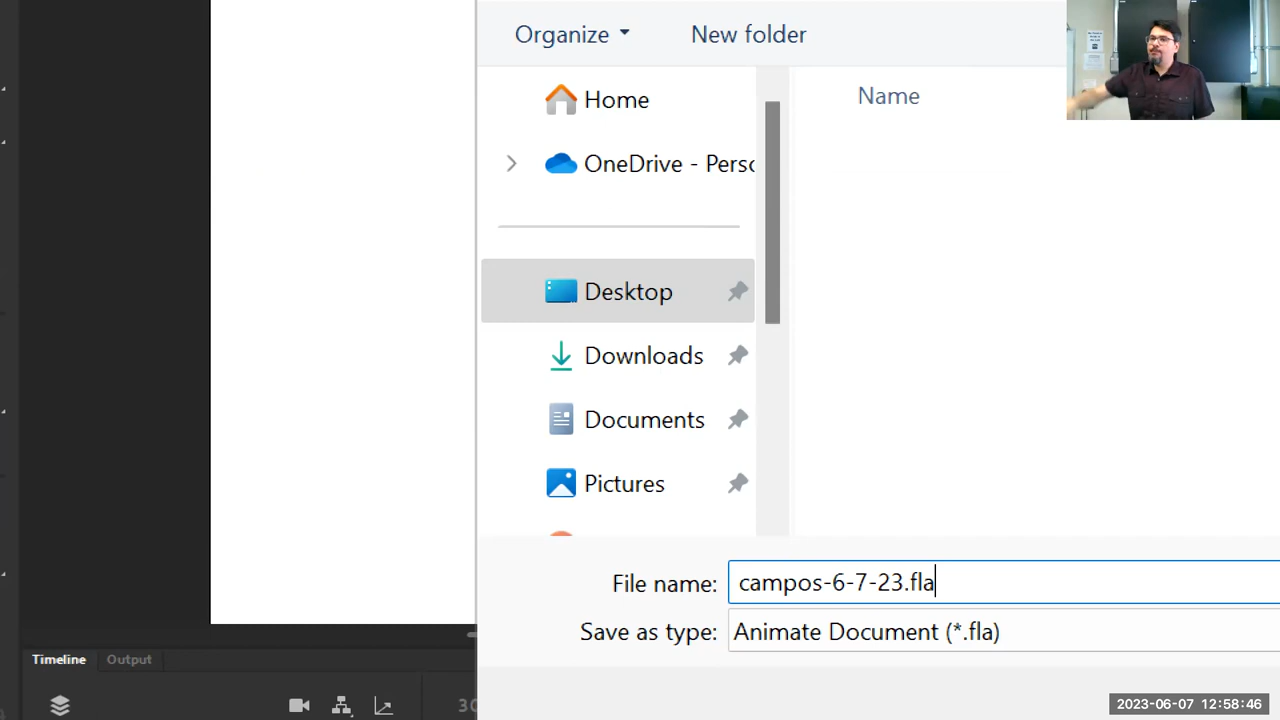 Organize
New folder
Home
Name
OneDrive - Perso
Desktop
Downloads
Documents
Pictures
File name:
campos-6-7-23.fla
Save as type:
Animate Document (*.fla)
Timeline
Output
30
2023-06-07 12:58:46